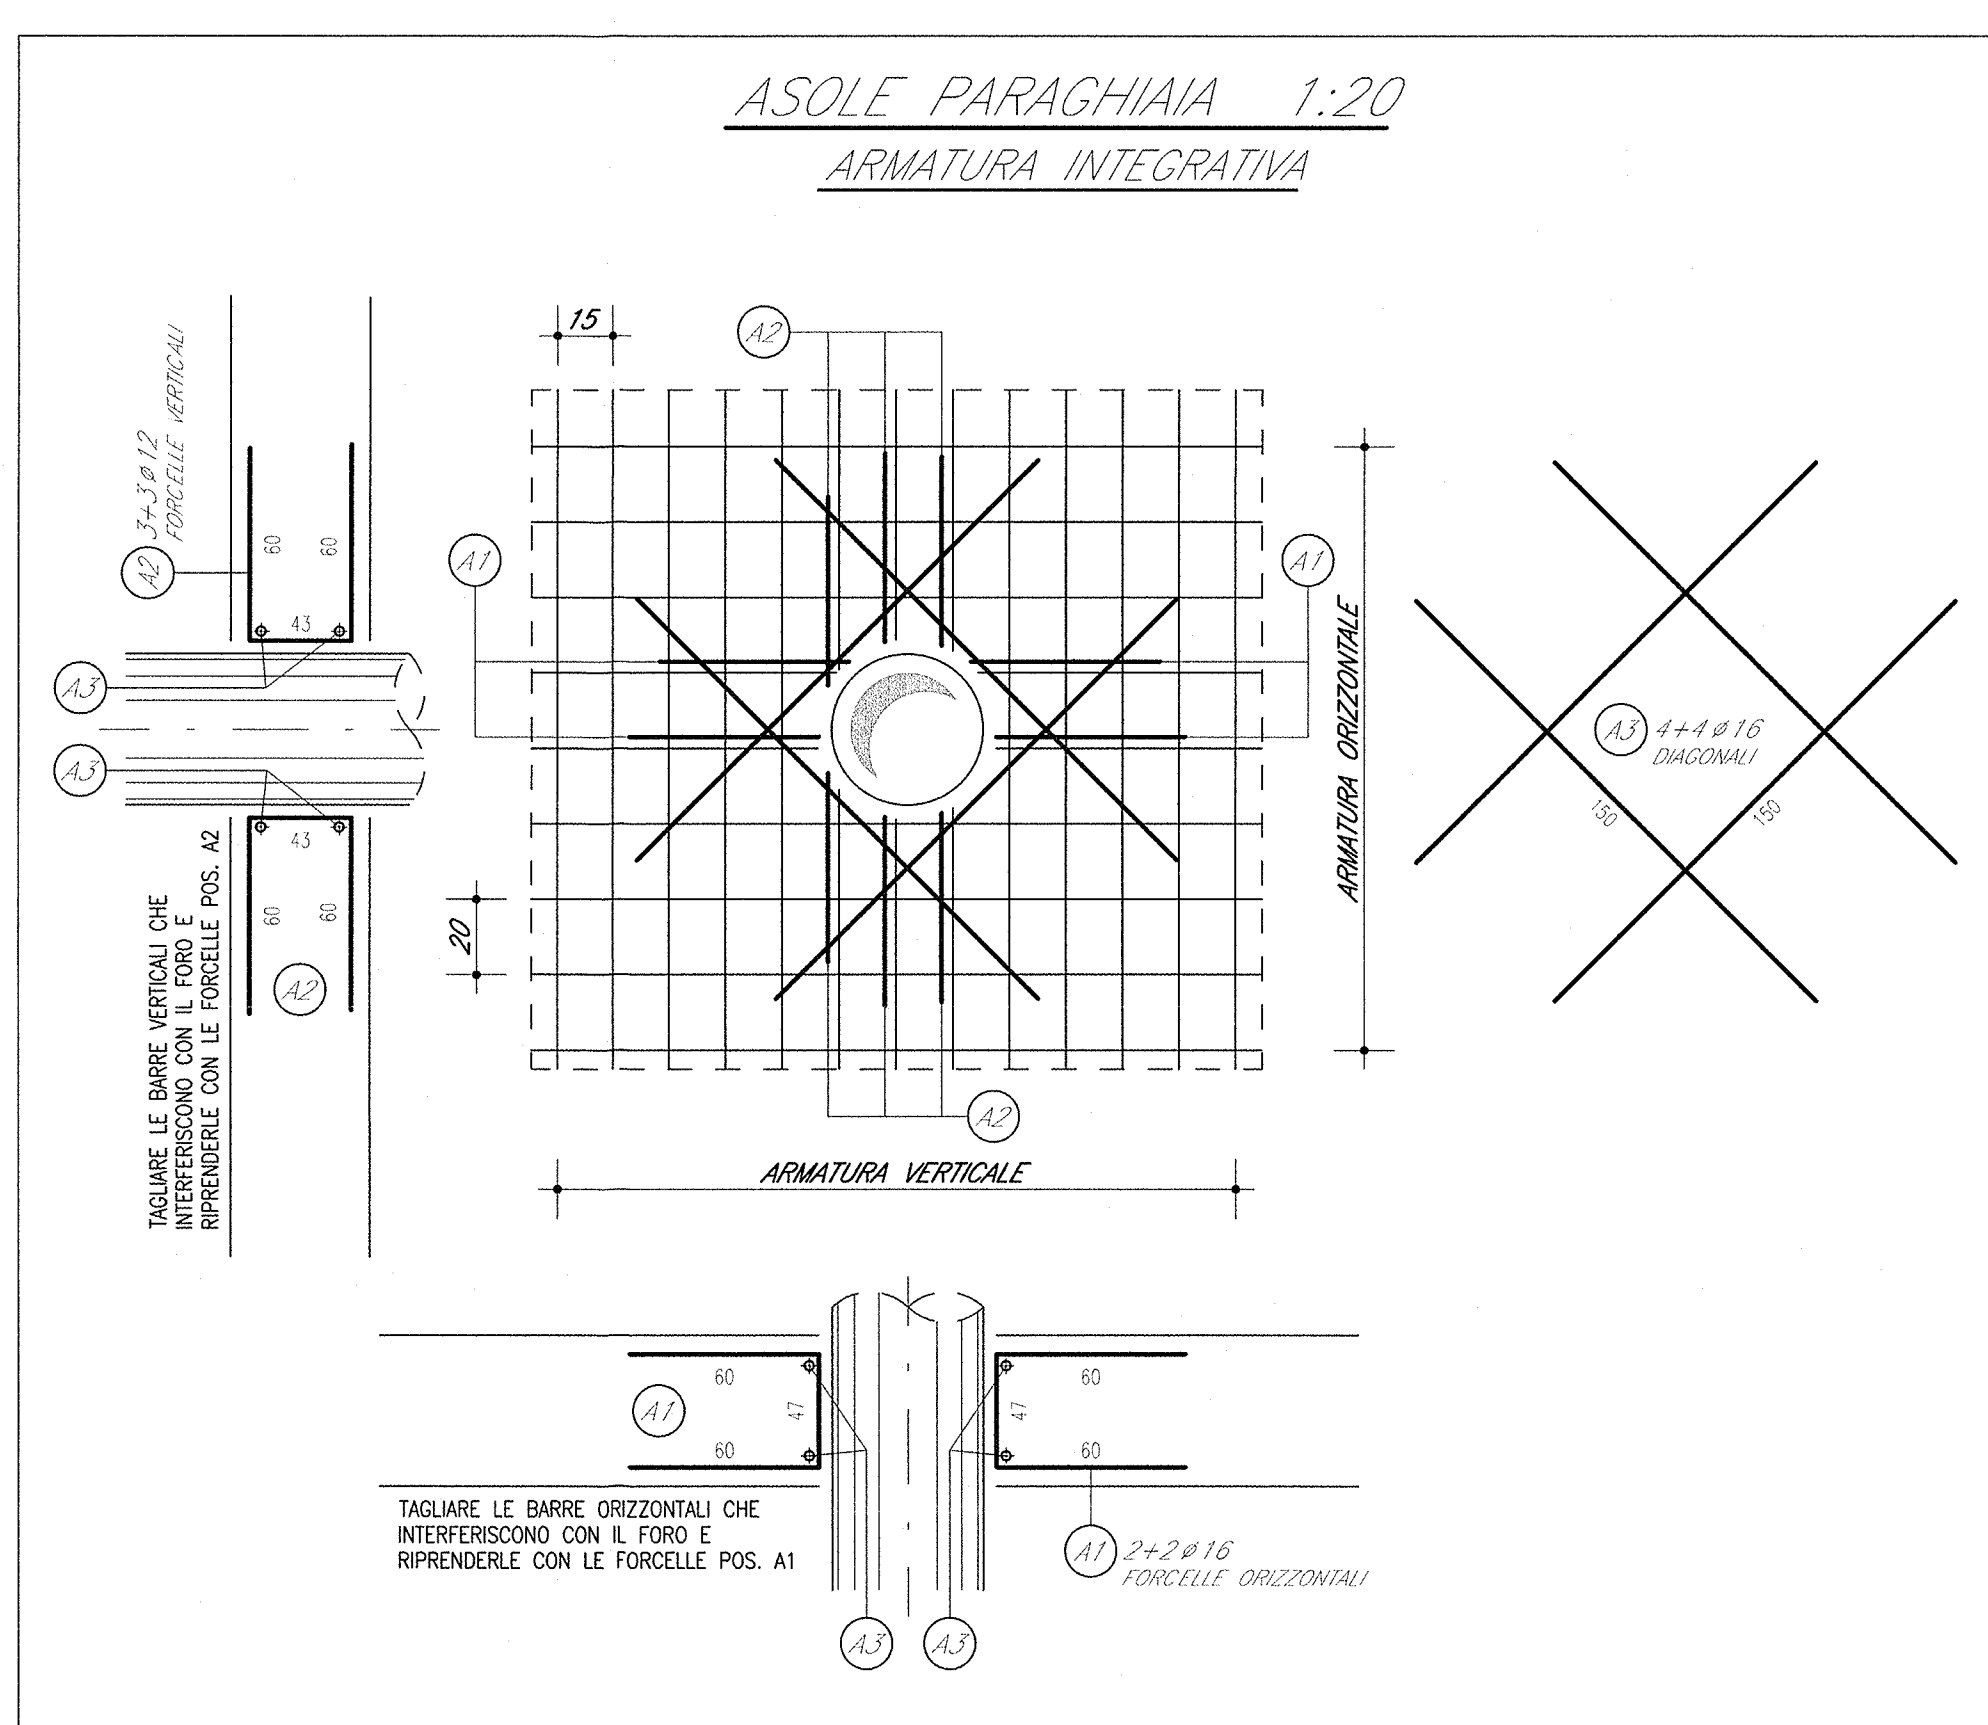 ASOLE PARAGHIAIA 1:20
ARMATURA INTEGRATIVA
15
A2
A2 3+3ø12
FORCELLE VERTICALI
60
60
43
A1
A1
A3
A3
43
60
60
A2
TAGLIARE LE BARRE VERTICALI CHE
INTERFERISCONO CON IL FORO E
RIPRENDERLE CON LE FORCELLE POS. A2
20
ARMATURA ORIZZONTALE
A3 4+4ø16
DIAGONALI
150
150
A2
ARMATURA VERTICALE
60
47
A1
60
60
47
60
TAGLIARE LE BARRE ORIZZONTALI CHE
INTERFERISCONO CON IL FORO E
RIPRENDERLE CON LE FORCELLE POS. A1
A1 2+2ø16
FORCELLE ORIZZONTALI
A3
A3